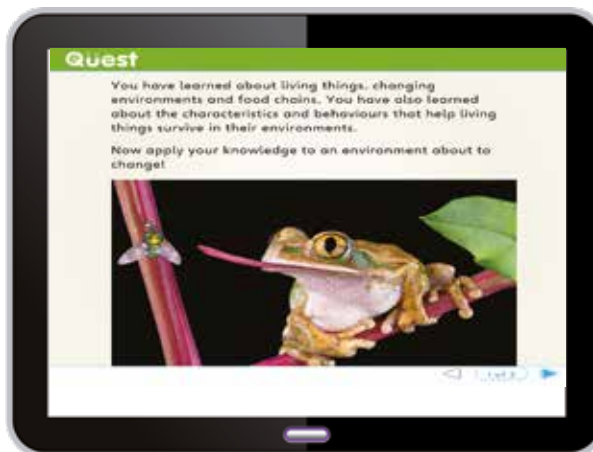 Quest
You have learned about living things, changing
environments and food chains. You have also learned
about the characteristics and behaviours that help living
things survive in their environments.
Now apply your knowledge to an environment about to
change!